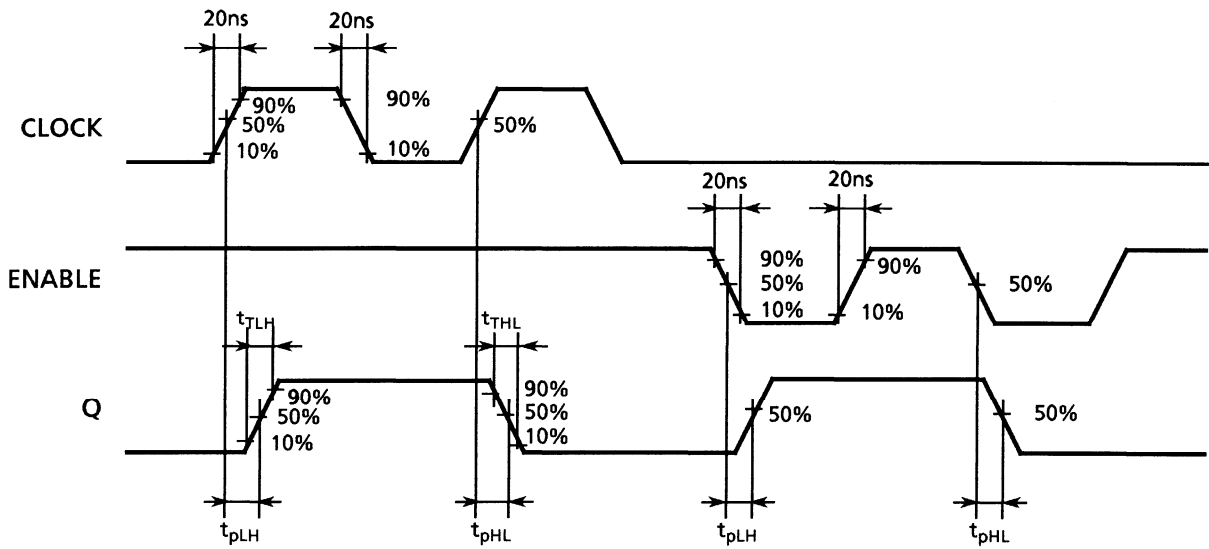 20ns 20ns
CLOCK
90% 90%
50% 50%
10% 10%
20ns 20ns
ENABLE
90% 90%
50% 50%
10% 10%
tTLH tTHL
Q
90% 90%
50% 50% 50% 50%
10% 10%
tpLH tpHL tpLH tpHL